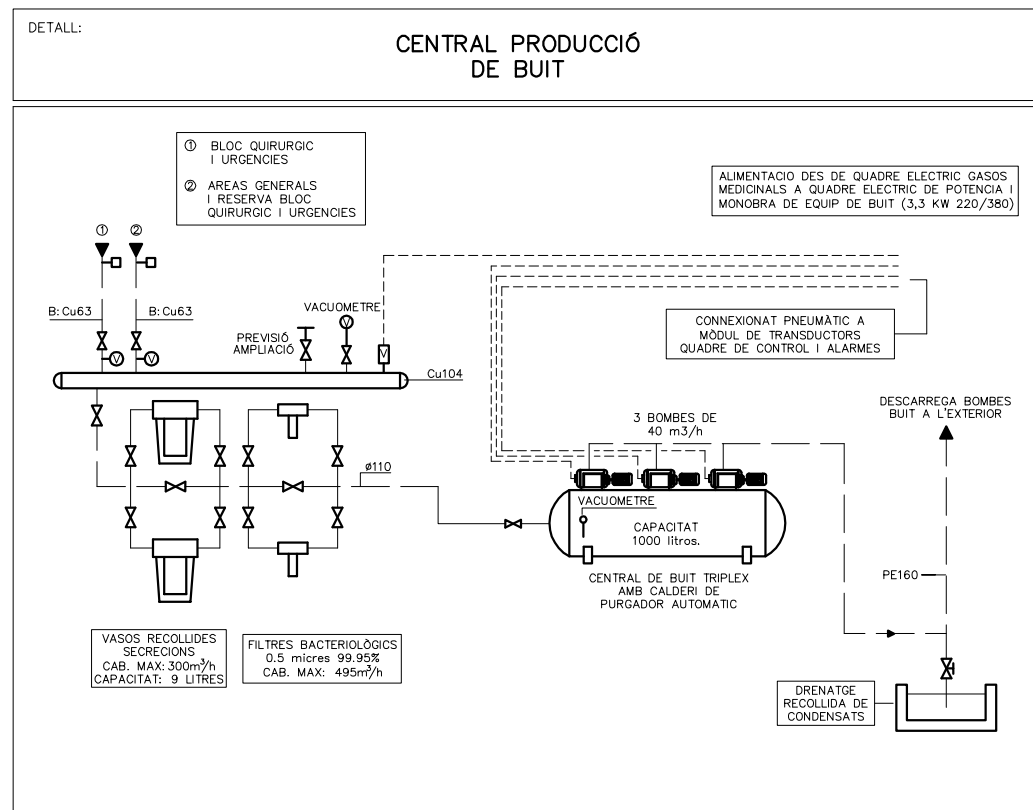 DETALL:
CENTRAL PRODUCCIÓ
DE BUIT
① BLOC QUIRURGIC
I URGENCIES
② AREAS GENERALS
I RESERVA BLOC
QUIRURGIC I URGENCIES
ALIMENTACIO DES DE QUADRE ELECTRIC GASOS
MEDICINALS A QUADRE ELECTRIC DE POTENCIA I
MONOBRA DE EQUIP DE BUIT (3,3 KW 220/380)
① ②
B: Cu63
B: Cu63
VACUOMETRE
PREVISIÓ
AMPLIACIÓ
V
V
V
V
Cu104
CONNEXIONAT PNEUMÀTIC A
MÒDUL DE TRANSDUCTORS
QUADRE DE CONTROL I ALARMES
DESCARREGA BOMBES
BUIT A L'EXTERIOR
3 BOMBES DE
40 m3/h
ø110
VACUOMETRE
CAPACITAT
1000 litros.
CENTRAL DE BUIT TRIPLEX
AMB CALDERI DE
PURGADOR AUTOMATIC
PE160
VASOS RECOLLIDES
SECRECIONS
CAB. MAX: 300m³/h
CAPACITAT: 9 LITRES
FILTRES BACTERIOLÒGICS
0.5 micres 99.95%
CAB. MAX: 495m³/h
DRENATGE
RECOLLIDA DE
CONDENSATS